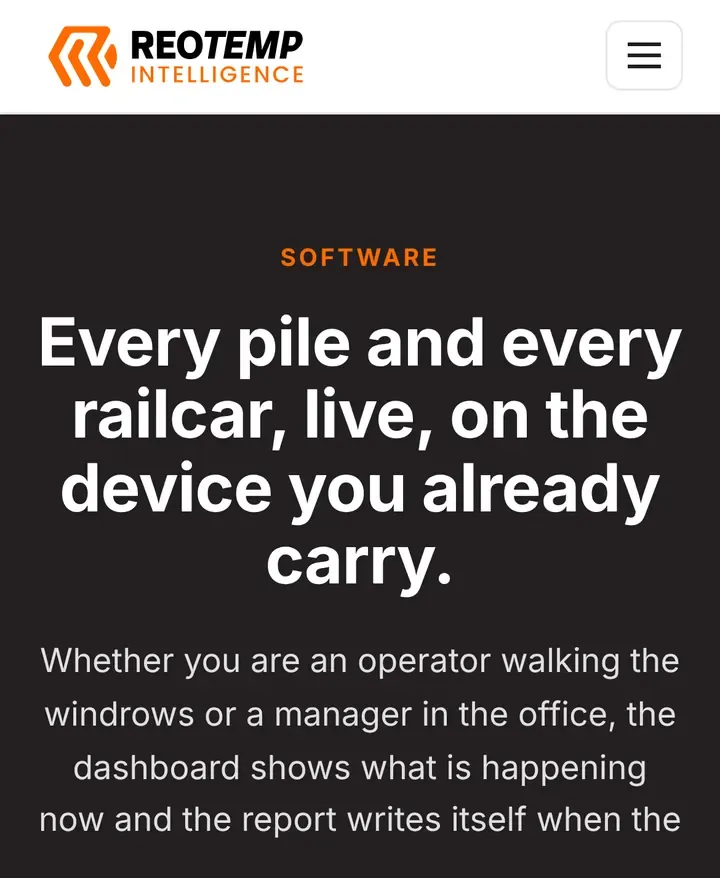 REOTEMP
INTELLIGENCE
SOFTWARE
Every pile and every
railcar, live, on the
device you already
carry.
Whether you are an operator walking the
windrows or a manager in the office, the
dashboard shows what is happening
now and the report writes itself when the